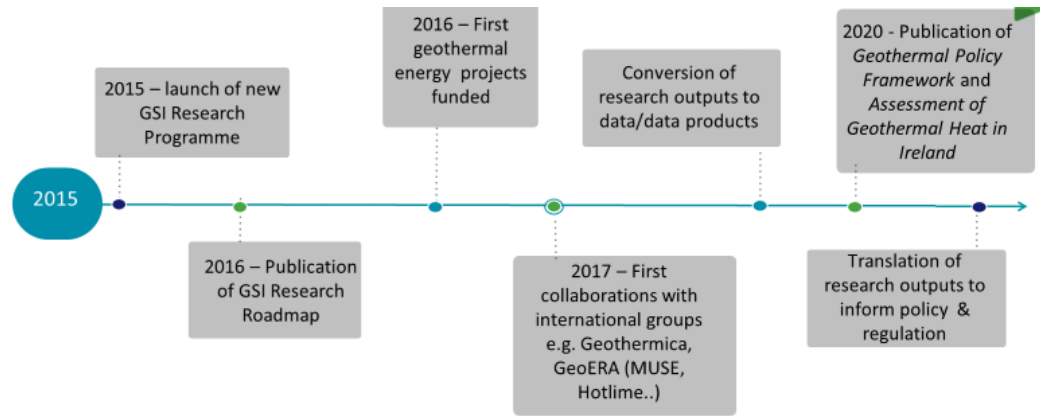 2015
2015 – launch of new
GSI Research
Programme
2016 – Publication
of GSI Research
Roadmap
2016 – First
geothermal
energy projects
funded
2017 – First
collaborations with
international groups
e.g. Geothermica,
GeoERA (MUSE,
Hotlime..)
Conversion of
research outputs to
data/data products
2020 - Publication of
Geothermal Policy
Framework and
Assessment of
Geothermal Heat in
Ireland
Translation of
research outputs to
inform policy &
regulation